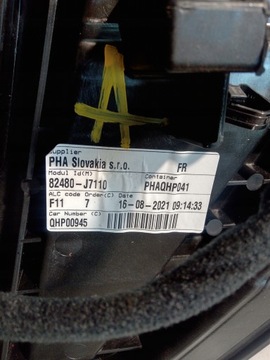 Supplier
PHA Slovakia s.r.o. FR
Modul Id(M) Container
82480-J7110 PHAQHP041
ALC code Order(C) Date
F11 7 16-08-2021 09:14:33
Car Number (C)
QHP00945